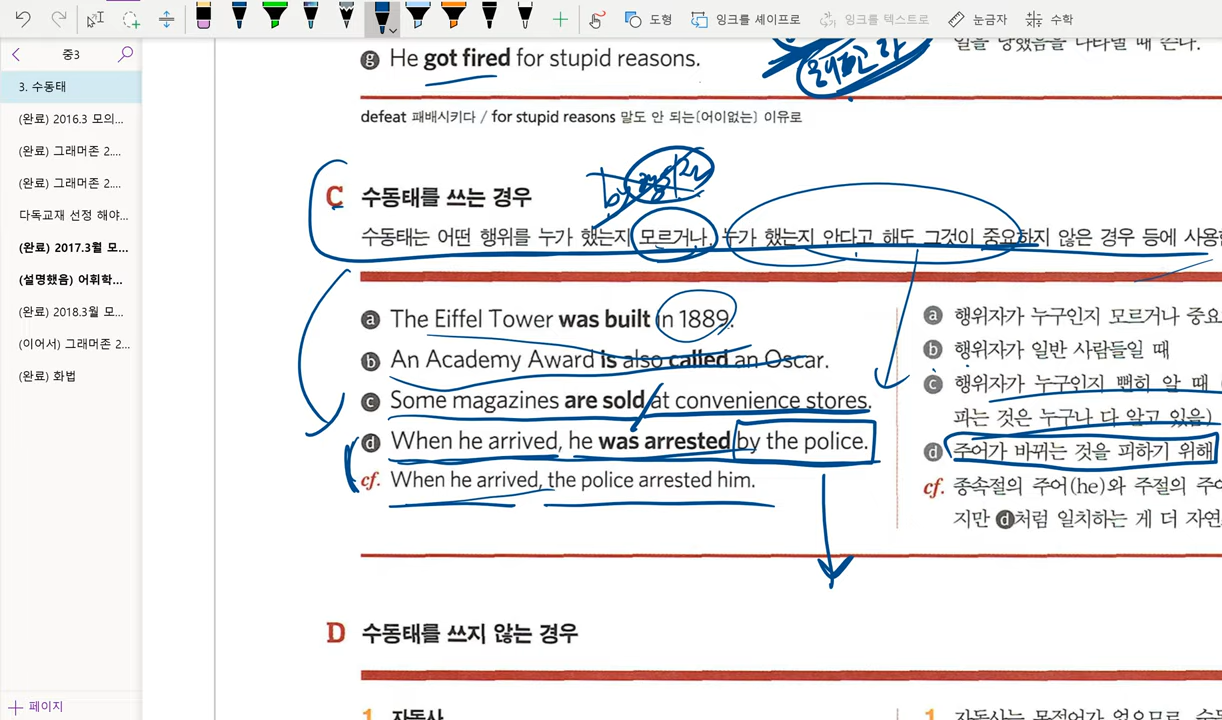 도형
잉크를 셰이프로
잉크를 텍스트로
눈금자
수학
중3
3. 수동태
(완료) 2016.3 모의...
(완료) 그래머존 2....
(완료) 그래머존 2....
다독교재 선정 해야...
(완료) 2017.3월 모...
(설명했음) 어휘학...
(완료) 2018.3월 모...
(이어서) 그래머존 2...
(완료) 화법
페이지
g He got fired for stupid reasons.
일을 당했음을 나타낼 때 쓴다.
defeat 패배시키다 / for stupid reasons 말도 안 되는(어이없는) 이유로
by
C 수동태를 쓰는 경우
수동태는 어떤 행위를 누가 했는지 모르거나, 누가 했는지 안다고 해도 그것이 중요하지 않은 경우 등에 사용
a The Eiffel Tower was built in 1889.
b An Academy Award is also called an Oscar.
c Some magazines are sold at convenience stores.
d When he arrived, he was arrested by the police.
cf. When he arrived, the police arrested him.
a 행위자가 누구인지 모르거나 중요
b 행위자가 일반 사람들일 때
c 행위자가 누구인지 뻔히 알 때 (
파는 것은 누구나 다 알고 있음)
d 주어가 바뀌는 것을 피하기 위해
cf. 종속절의 주어(he)와 주절의 주어
지만 d처럼 일치하는 게 더 자연
D 수동태를 쓰지 않는 경우
1 자동사
1 자동사는 목적어가 없으므로 수동